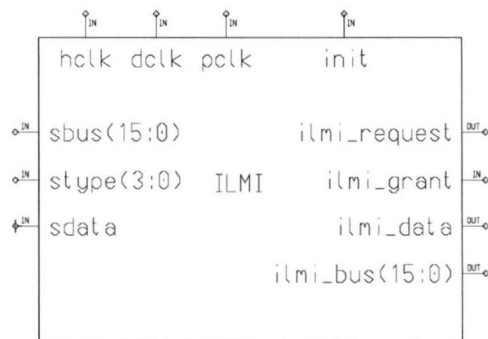 IN IN IN IN
hclk dclk pclk init
IN sbus(15:0) ilmi_request OUT
IN stype(3:0) ILMI ilmi_grant IN
IN sdata ilmi_data OUT
ilmi_bus(15:0) OUT